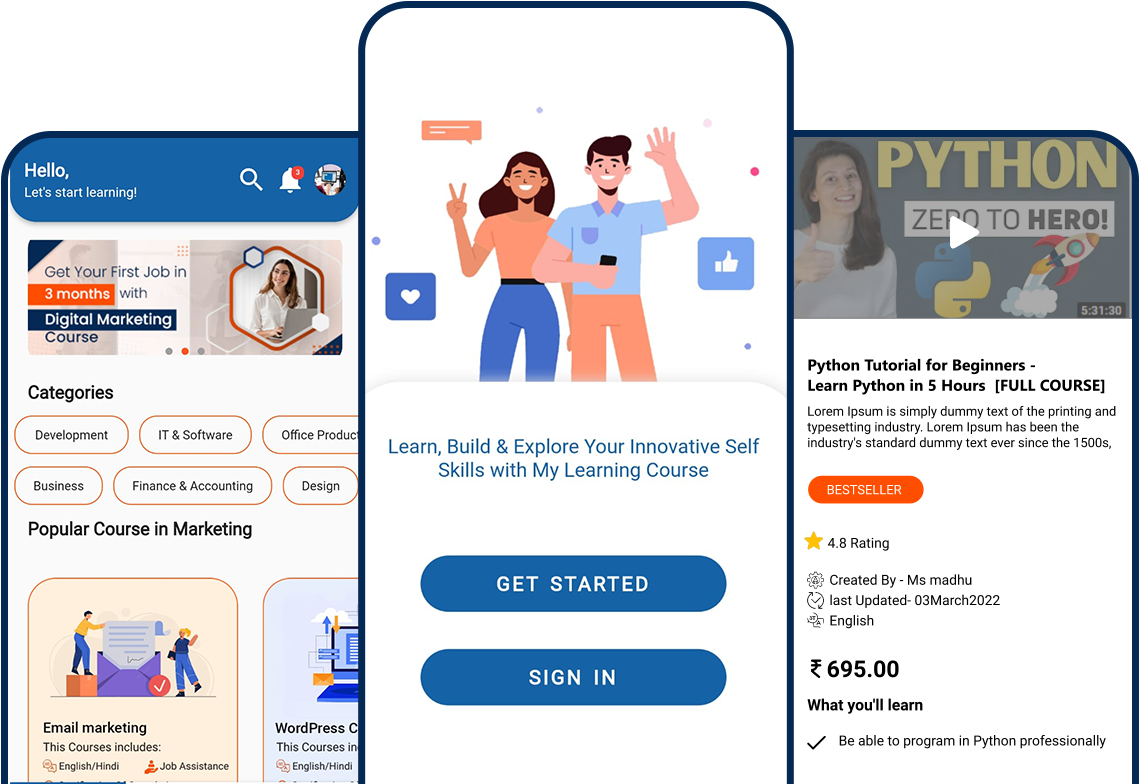 Hello,
Let's start learning!
3
Get Your First Job in
3 months with
Digital Marketing
Course
Categories
Development
IT & Software
Office Product
Business
Finance & Accounting
Design
Popular Course in Marketing
Email marketing
This Courses includes:
English/Hindi
Job Assistance
WordPress C
This Courses in
English/Hindi
Learn, Build & Explore Your Innovative Self
Skills with My Learning Course
GET STARTED
SIGN IN
PYTHON
ZERO TO HERO!
5:31:30
Python Tutorial for Beginners -
Learn Python in 5 Hours [FULL COURSE]
Lorem Ipsum is simply dummy text of the printing and
typesetting industry. Lorem Ipsum has been the
industry's standard dummy text ever since the 1500s,
BESTSELLER
4.8 Rating
Created By - Ms madhu
last Updated- 03March2022
English
₹ 695.00
What you'll learn
Be able to program in Python professionally